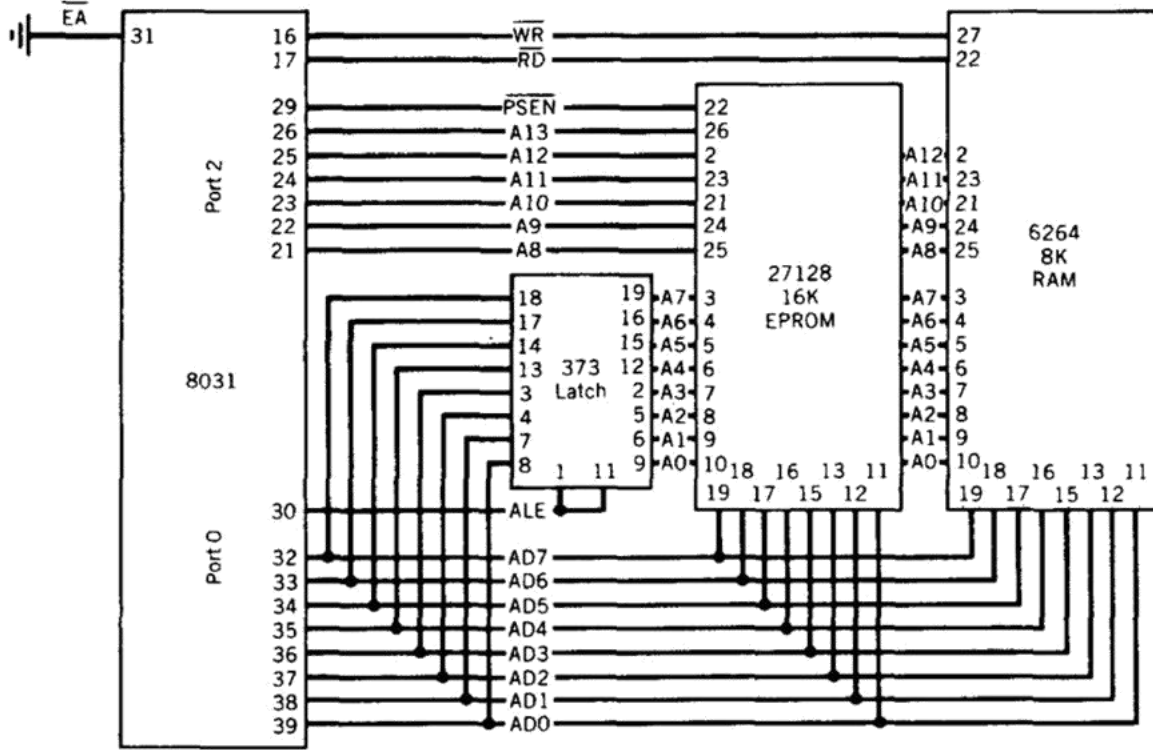 EA
31 16 WR 27
17 RD 22
29 PSEN 22
26 A13 26
25 A12 2 A12 2
24 A11 23 A11 23
23 A10 21 A10 21
22 A9 24 A9 24
21 A8 25 A8 25
Port 2
6264
8K
RAM
27128
16K
EPROM
18 19 A7 3 A7 3
17 16 A6 4 A6 4
14 15 A5 5 A5 5
13 12 A4 6 A4 6
3 2 A3 7 A3 7
4 5 A2 8 A2 8
7 6 A1 9 A1 9
8 9 A0 10 A0 10
373
Latch
8031
1 11
18 16 13 11 18 16 13 11
19 17 15 12 19 17 15 12
30 ALE
Port 0
32 AD7
33 AD6
34 AD5
35 AD4
36 AD3
37 AD2
38 AD1
39 AD0